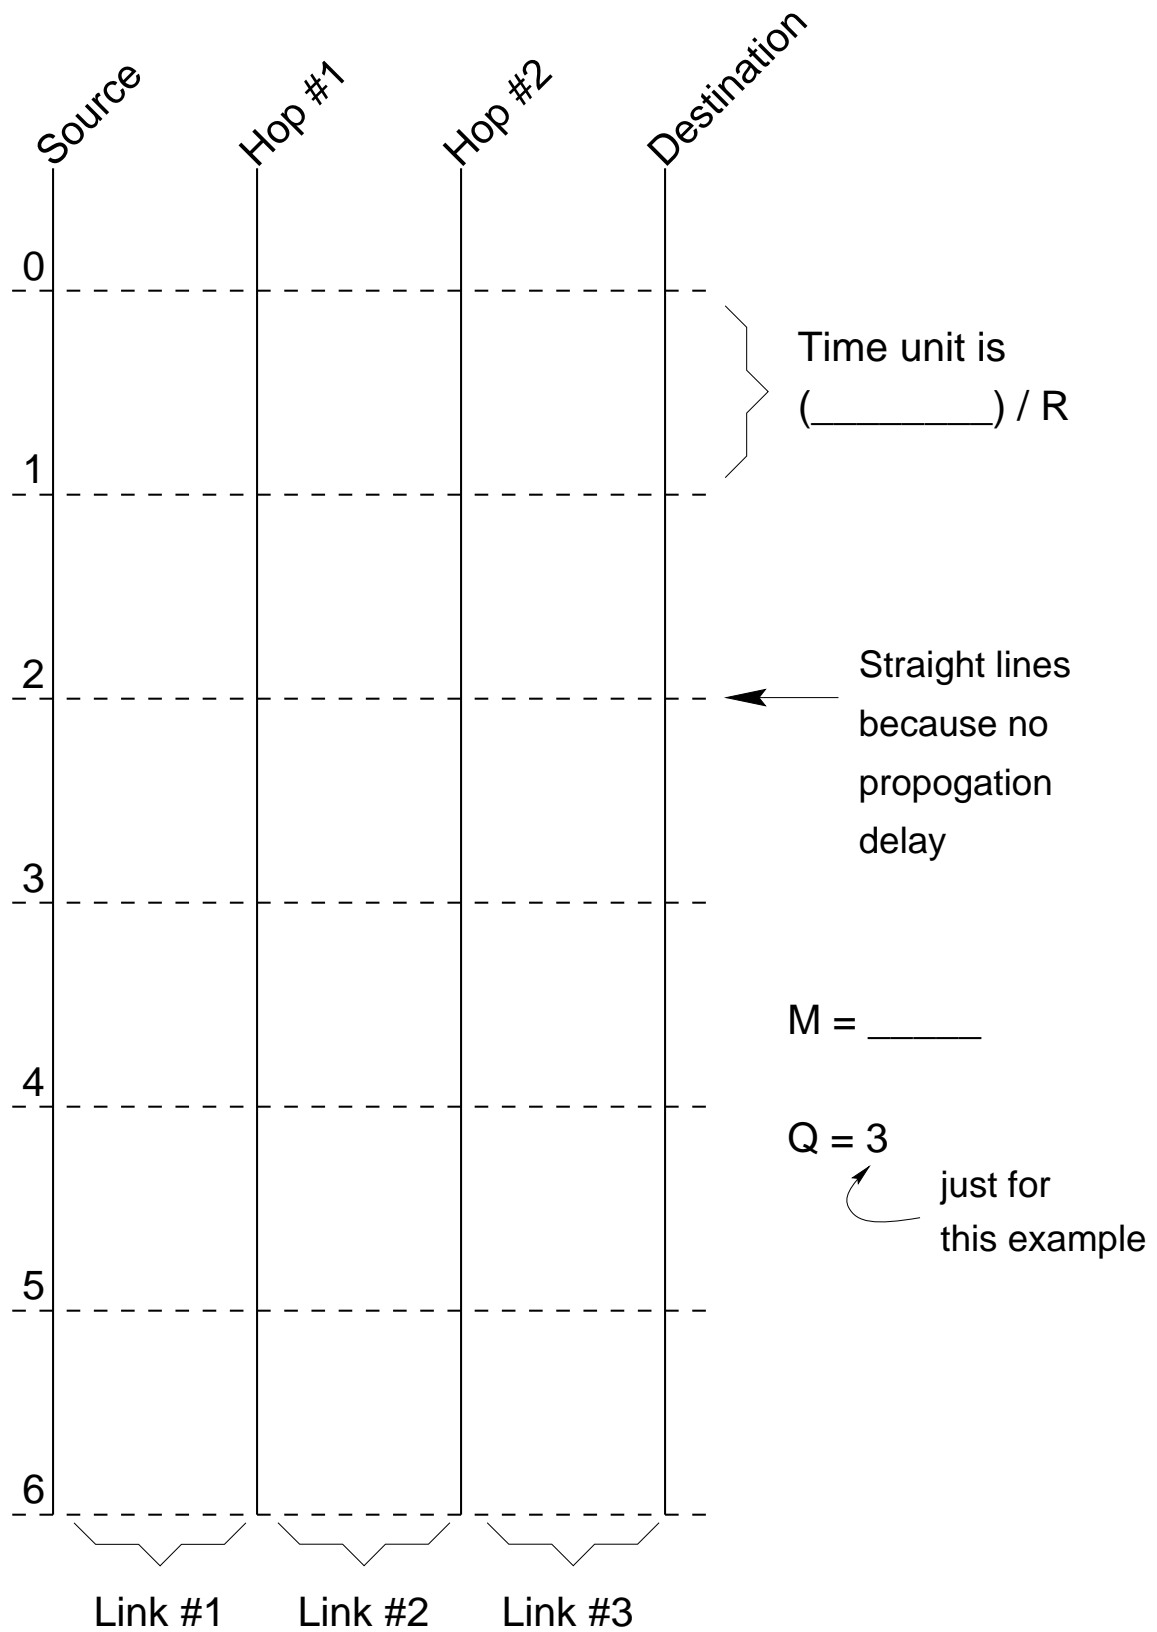 Source
Hop #1
Hop #2
Destination
0
Time unit is
(________) / R
1
2
Straight lines
because no
propogation
delay
3
M = _____
4
Q = 3
just for
this example
5
6
Link #1
Link #2
Link #3